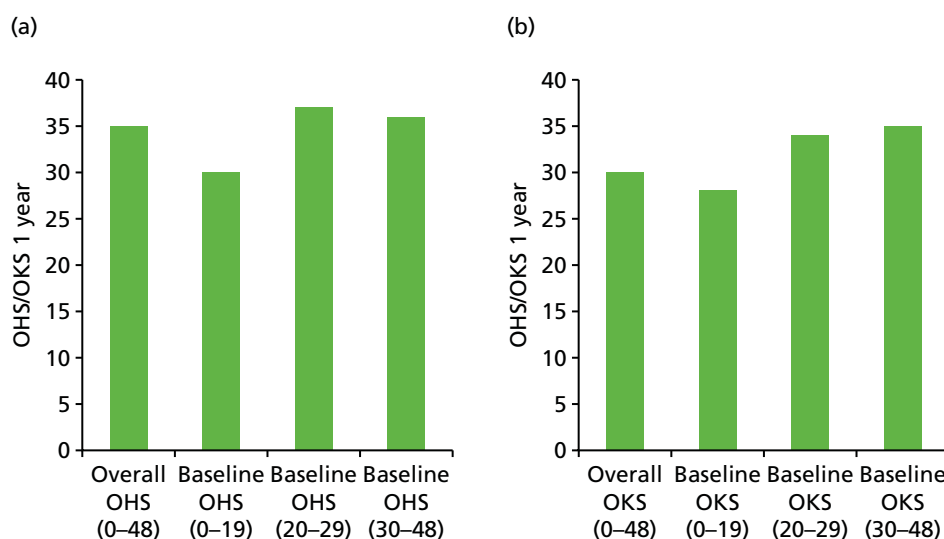 (a)
OHS/OKS 1 year
40
35
30
25
20
15
10
5
0
Overall Baseline Baseline Baseline
OHS OHS OHS OHS
(0–48) (0–19) (20–29) (30–48)
(b)
OHS/OKS 1 year
40
35
30
25
20
15
10
5
0
Overall Baseline Baseline Baseline
OKS OKS OKS OKS
(0–48) (0–19) (20–29) (30–48)